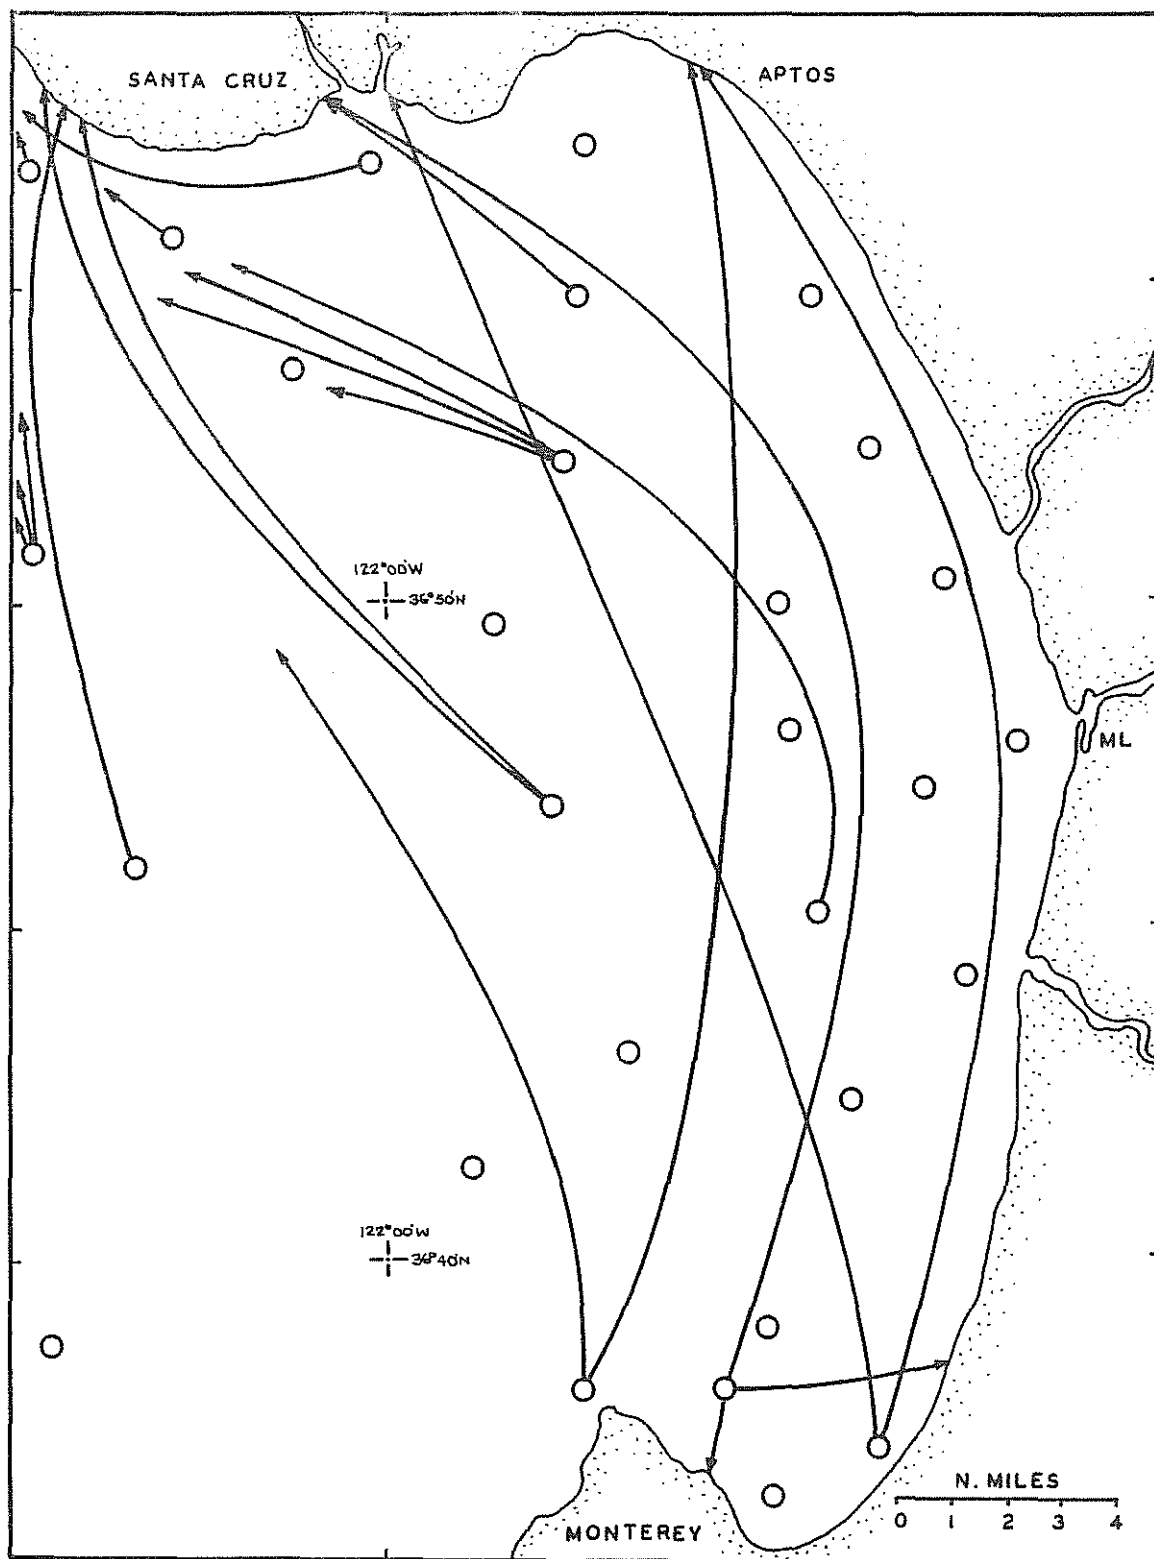 SANTA CRUZ
APTOS
122°00'W
36°50'N
ML
122°00'W
36°40'N
N. MILES
0 1 2 3 4
MONTEREY